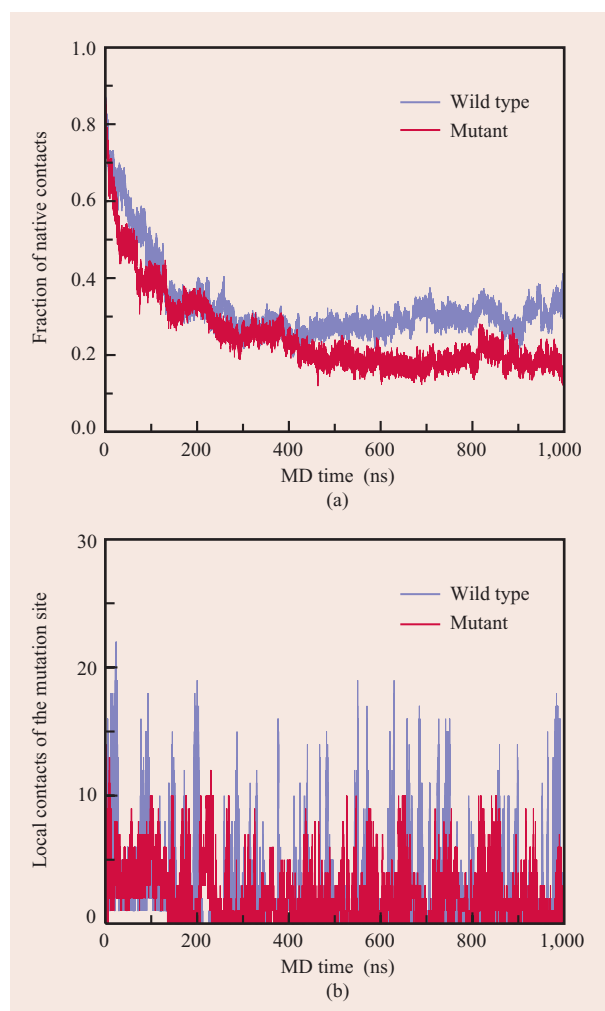 1.0
0.8
0.6
0.4
0.2
0.0
Fraction of native contacts
Wild type
Mutant
0 200 400 600 800 1,000
MD time (ns)
(a)
30
20
10
0
Local contacts of the mutation site
Wild type
Mutant
0 200 400 600 800 1,000
MD time (ns)
(b)